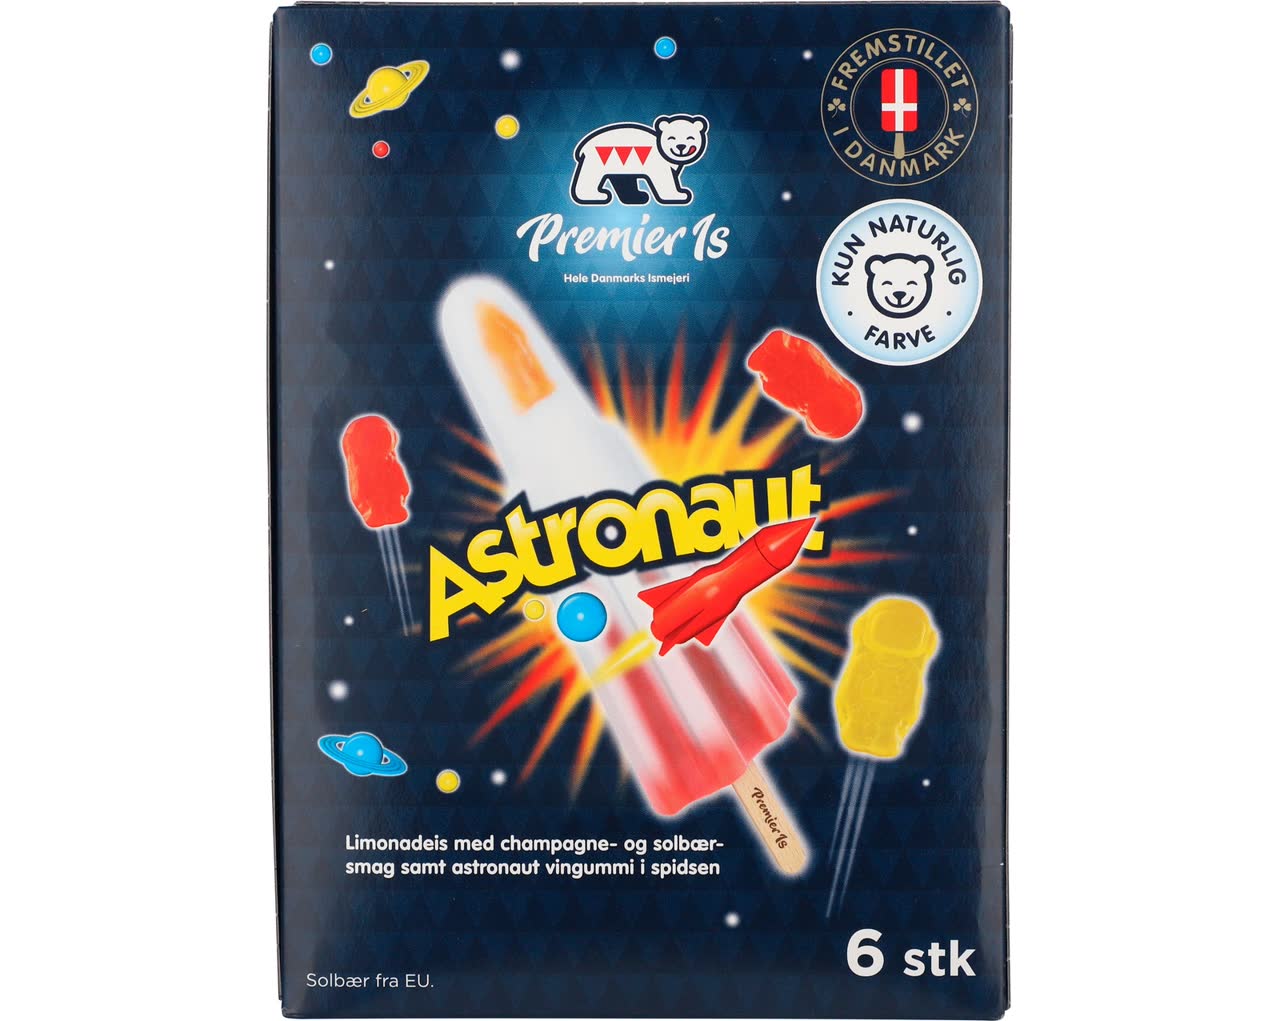 FREMSTILLET
I DANMARK
Premier Is
Hele Danmarks Ismejeri
KUN NATURLIG
FARVE
Astronaut
Premier Is
Limonadeis med champagne- og solbær-
smag samt astronaut vingummi i spidsen
6 stk
Solbær fra EU.